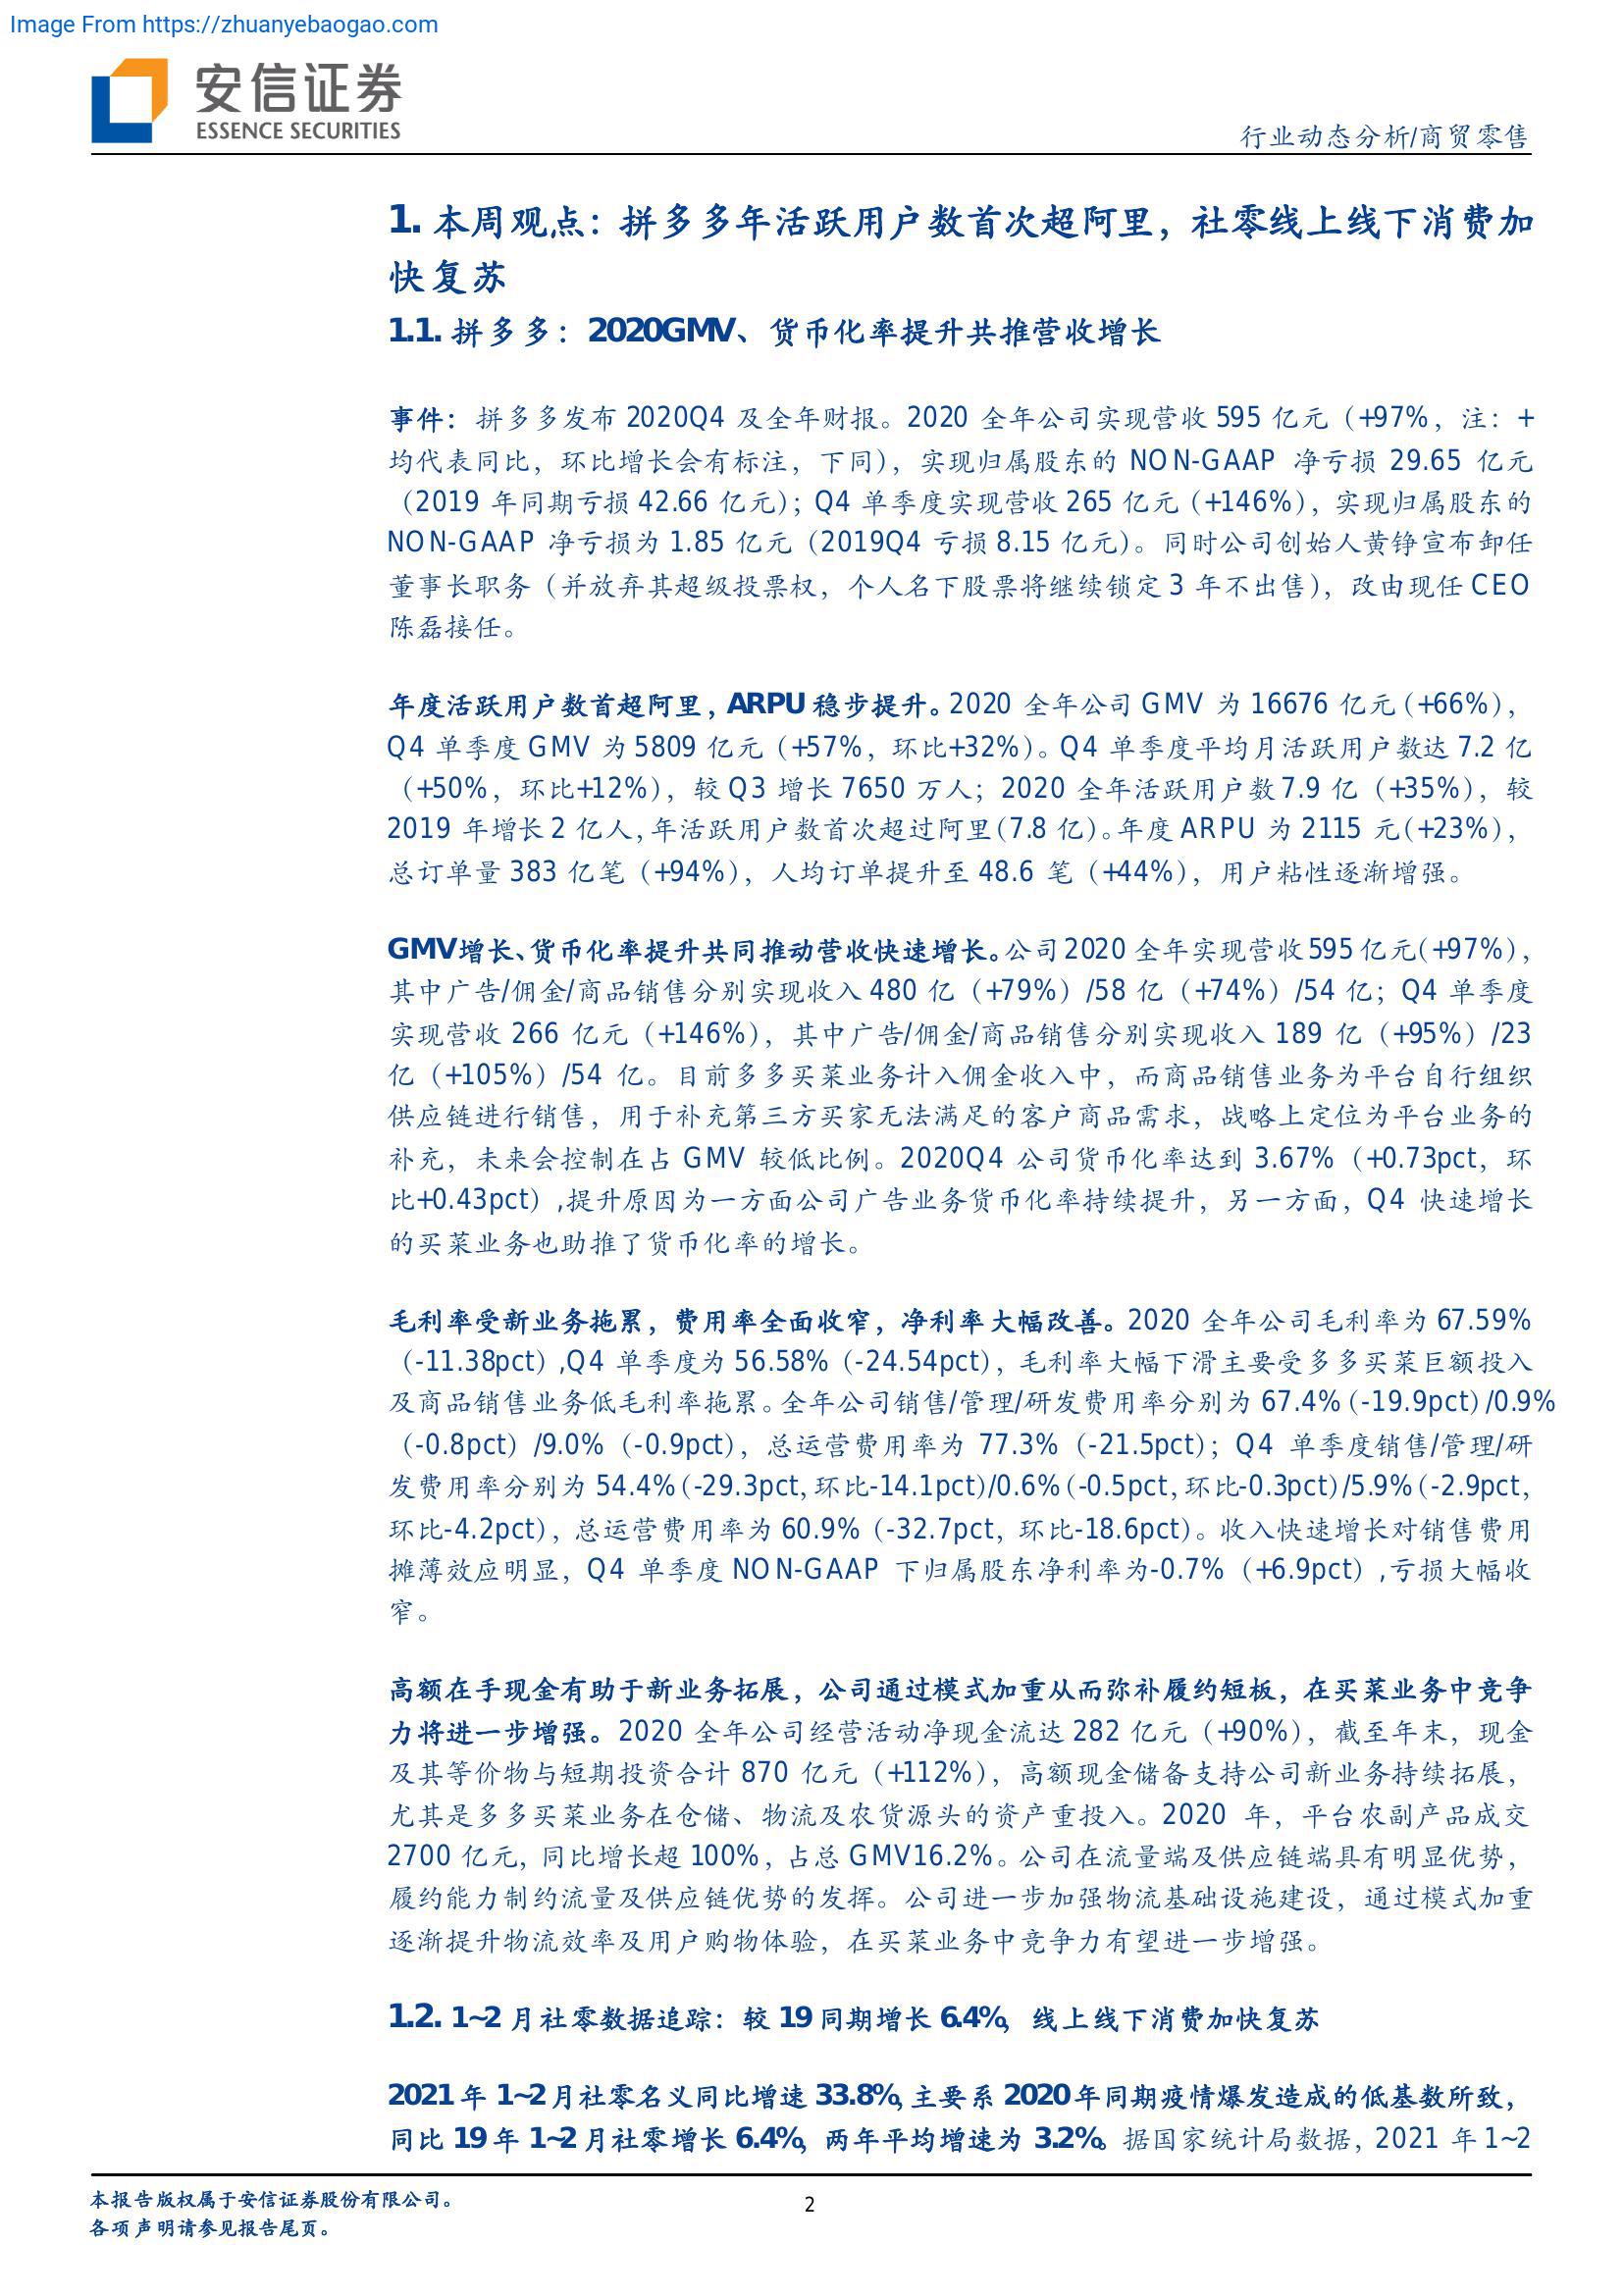 Image From https://zhuanyebaogao.com
安信证券
ESSENCE SECURITIES
行业动态分析/商贸零售
1. 本周观点：拼多多年活跃用户数首次超阿里，社零线上线下消费加
快复苏
1.1. 拼多多：2020GMV、货币化率提升共推营收增长
事件：拼多多发布 2020Q4 及全年财报。2020 全年公司实现营收 595 亿元（+97%，注：+
均代表同比，环比增长会有标注，下同），实现归属股东的 NON-GAAP 净亏损 29.65 亿元
（2019 年同期亏损 42.66 亿元）；Q4 单季度实现营收 265 亿元（+146%），实现归属股东的
NON-GAAP 净亏损为 1.85 亿元（2019Q4 亏损 8.15 亿元）。同时公司创始人黄铮宣布卸任
董事长职务（并放弃其超级投票权，个人名下股票将继续锁定 3 年不出售），改由现任 CEO
陈磊接任。
年度活跃用户数首超阿里，ARPU 稳步提升。2020 全年公司 GMV 为 16676 亿元（+66%），
Q4 单季度 GMV 为 5809 亿元（+57%，环比+32%）。Q4 单季度平均月活跃用户数达 7.2 亿
（+50%，环比+12%），较 Q3 增长 7650 万人；2020 全年活跃用户数 7.9 亿（+35%），较
2019 年增长 2 亿人，年活跃用户数首次超过阿里（7.8 亿）。年度 ARPU 为 2115 元（+23%），
总订单量 383 亿笔（+94%），人均订单提升至 48.6 笔（+44%），用户粘性逐渐增强。
GMV增长、货币化率提升共同推动营收快速增长。公司 2020 全年实现营收 595 亿元（+97%），
其中广告/佣金/商品销售分别实现收入 480 亿（+79%）/58 亿（+74%）/54 亿；Q4 单季度
实现营收 266 亿元（+146%），其中广告/佣金/商品销售分别实现收入 189 亿（+95%）/23
亿（+105%）/54 亿。目前多多买菜业务计入佣金收入中，而商品销售业务为平台自行组织
供应链进行销售，用于补充第三方买家无法满足的客户商品需求，战略上定位为平台业务的
补充，未来会控制在占 GMV 较低比例。2020Q4 公司货币化率达到 3.67%（+0.73pct，环
比+0.43pct）,提升原因为一方面公司广告业务货币化率持续提升，另一方面，Q4 快速增长
的买菜业务也助推了货币化率的增长。
毛利率受新业务拖累，费用率全面收窄，净利率大幅改善。2020 全年公司毛利率为 67.59%
（-11.38pct）,Q4 单季度为 56.58%（-24.54pct），毛利率大幅下滑主要受多多买菜巨额投入
及商品销售业务低毛利率拖累。全年公司销售/管理/研发费用率分别为 67.4%（-19.9pct）/0.9%
（-0.8pct）/9.0%（-0.9pct），总运营费用率为 77.3%（-21.5pct）；Q4 单季度销售/管理/研
发费用率分别为 54.4%（-29.3pct，环比-14.1pct）/0.6%（-0.5pct，环比-0.3pct）/5.9%（-2.9pct，
环比-4.2pct），总运营费用率为 60.9%（-32.7pct，环比-18.6pct）。收入快速增长对销售费用
摊薄效应明显，Q4 单季度 NON-GAAP 下归属股东净利率为-0.7%（+6.9pct）,亏损大幅收
窄。
高额在手现金有助于新业务拓展，公司通过模式加重从而弥补履约短板，在买菜业务中竞争
力将进一步增强。2020 全年公司经营活动净现金流达 282 亿元（+90%），截至年末，现金
及其等价物与短期投资合计 870 亿元（+112%），高额现金储备支持公司新业务持续拓展，
尤其是多多买菜业务在仓储、物流及农货源头的资产重投入。2020 年，平台农副产品成交
2700 亿元，同比增长超 100%，占总 GMV16.2%。公司在流量端及供应链端具有明显优势，
履约能力制约流量及供应链优势的发挥。公司进一步加强物流基础设施建设，通过模式加重
逐渐提升物流效率及用户购物体验，在买菜业务中竞争力有望进一步增强。
1.2. 1~2 月社零数据追踪：较 19 同期增长 6.4%，线上线下消费加快复苏
2021 年 1~2 月社零名义同比增速 33.8%，主要系 2020 年同期疫情爆发造成的低基数所致，
同比 19 年 1~2 月社零增长 6.4%，两年平均增速为 3.2%。据国家统计局数据，2021 年 1~2
本报告版权属于安信证券股份有限公司。
各项声明请参见报告尾页。
2